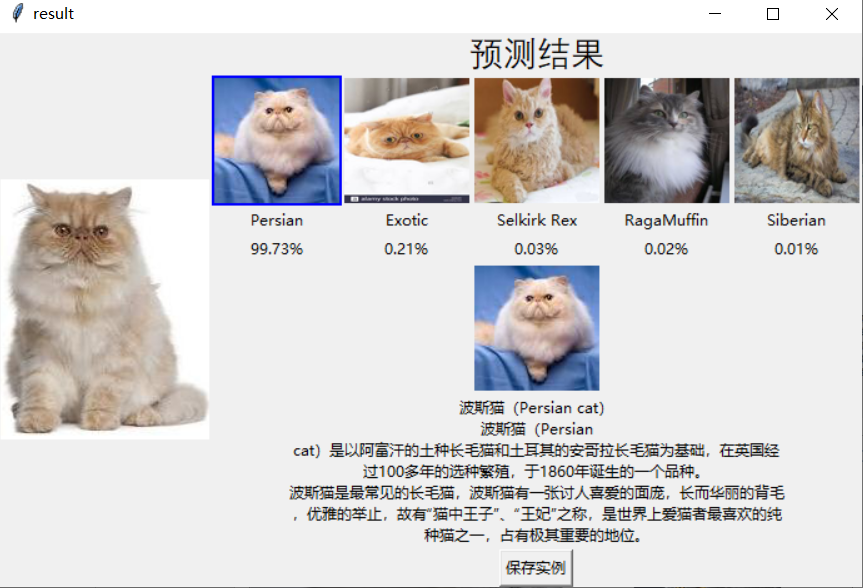 result
预测结果
alamy stock photo
Persian Exotic Selkirk Rex RagaMuffin Siberian
99.73% 0.21% 0.03% 0.02% 0.01%
波斯猫（Persian cat）
波斯猫（Persian
cat）是以阿富汗的土种长毛猫和土耳其的安哥拉长毛猫为基础，在英国经
过100多年的选种繁殖，于1860年诞生的一个品种。
波斯猫是最常见的长毛猫，波斯猫有一张讨人喜爱的面庞，长而华丽的背毛
，优雅的举止，故有“猫中王子”、“王妃”之称，是世界上爱猫者最喜欢的纯
种猫之一，占有极其重要的地位。
保存实例